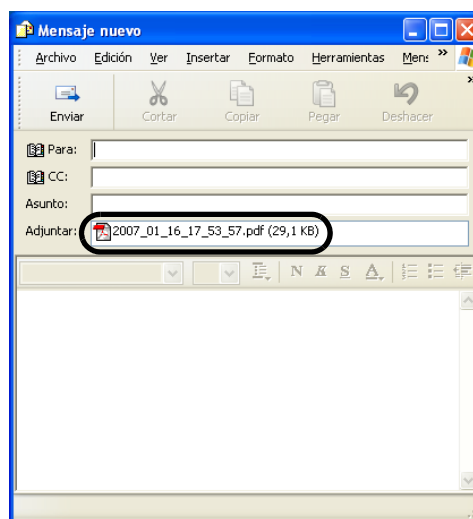 Mensaje nuevo
Archivo Edición Ver Insertar Eormato Herramientas Mens »
»
Enviar Cortar Copiar Pegar Deshacer
Para:
CC:
Asunto:
Adjuntar: 2007_01_16_17_53_57.pdf (29,1 KB)
N K S A